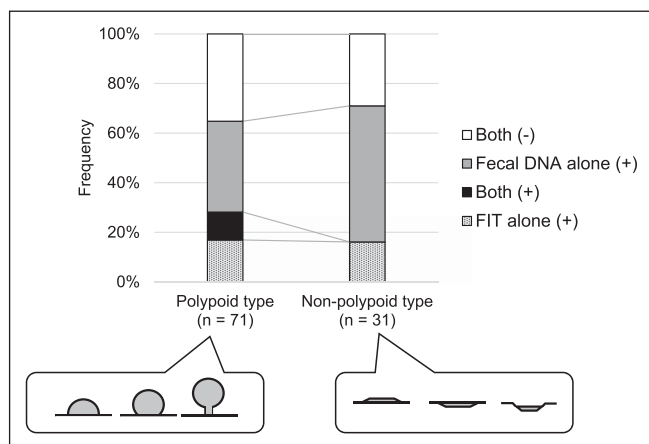 100%
80%
60%
40%
20%
0%
Frequency
Polypoid type
(n = 71)
Non-polypoid type
(n = 31)
Both (-)
Fecal DNA alone (+)
Both (+)
FIT alone (+)